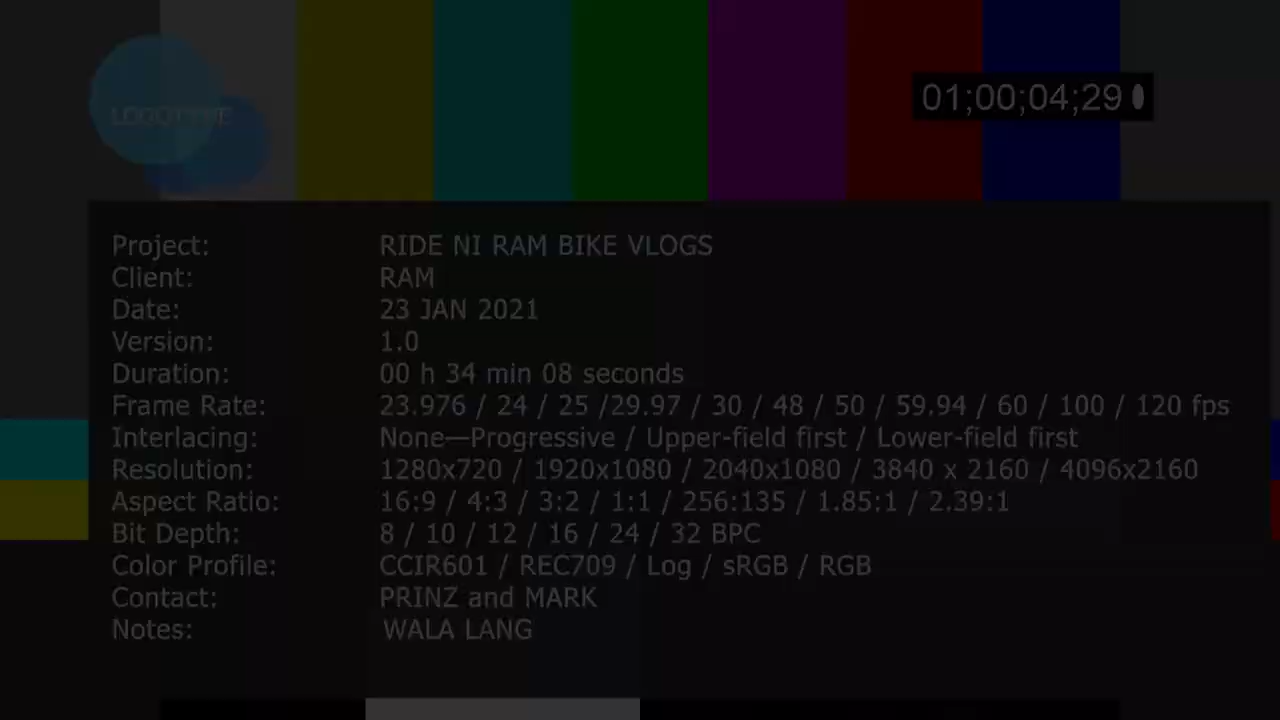 LOGO HERE
01;00;04;29
Project: RIDE NI RAM BIKE VLOGS
Client: RAM
Date: 23 JAN 2021
Version: 1.0
Duration: 00 h 34 min 08 seconds
Frame Rate: 23.976 / 24 / 25 /29.97 / 30 / 48 / 50 / 59.94 / 60 / 100 / 120 fps
Interlacing: None—Progressive / Upper-field first / Lower-field first
Resolution: 1280x720 / 1920x1080 / 2040x1080 / 3840 x 2160 / 4096x2160
Aspect Ratio: 16:9 / 4:3 / 3:2 / 1:1 / 256:135 / 1.85:1 / 2.39:1
Bit Depth: 8 / 10 / 12 / 16 / 24 / 32 BPC
Color Profile: CCIR601 / REC709 / Log / sRGB / RGB
Contact: PRINZ and MARK
Notes: WALA LANG